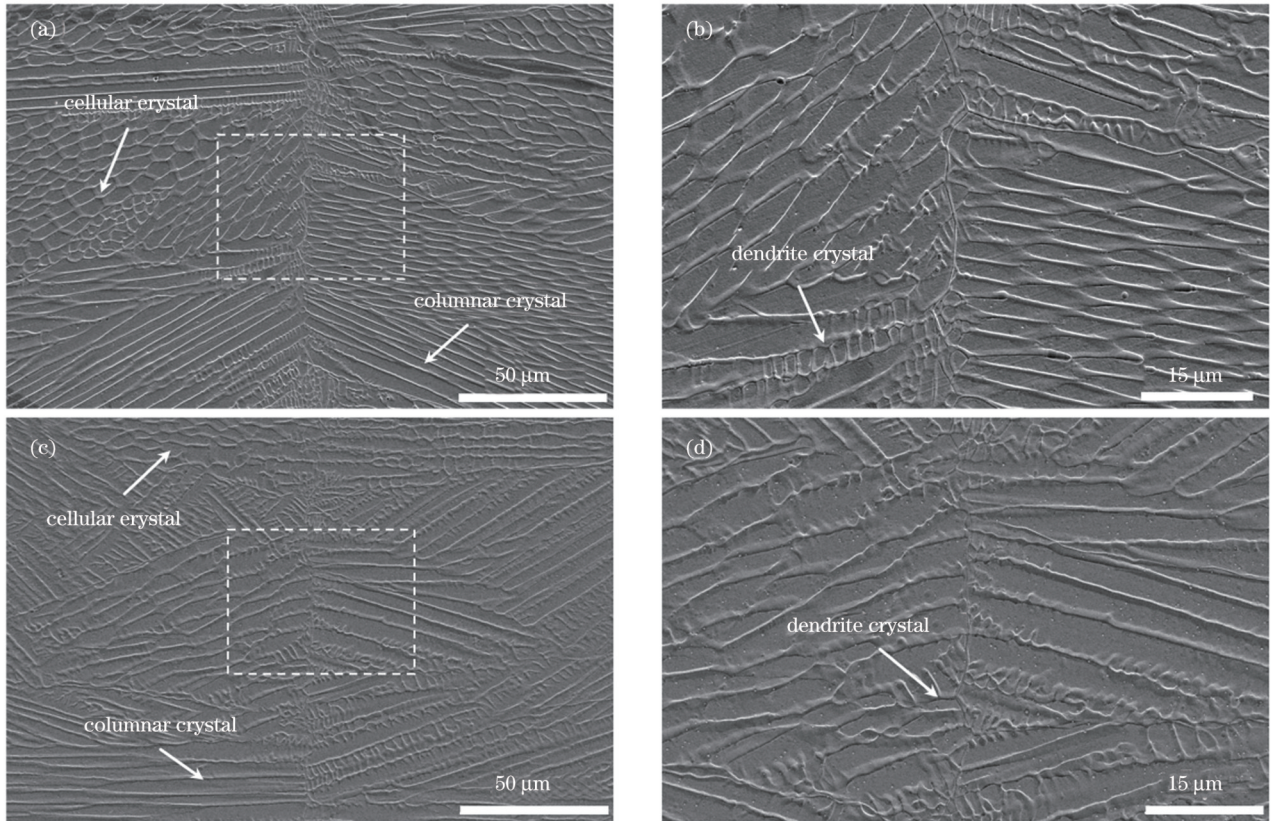 (a)
cellular crystal
columnar crystal
50 μm
(b)
dendrite crystal
15 μm
(c)
cellular erystal
columnar crystal
50 μm
(d)
dendrite crystal
15 μm